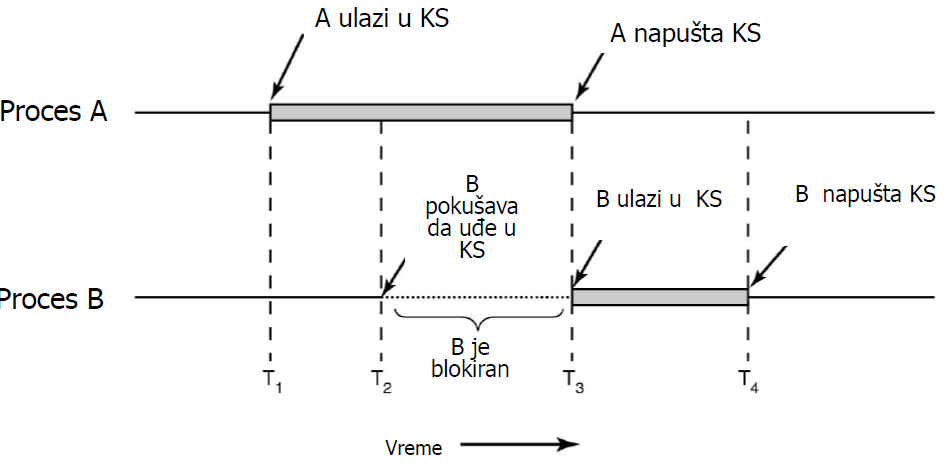 A ulazi u KS
A napušta KS
Proces A
B
pokušava
da uđe u
KS
B ulazi u KS
B napušta KS
Proces B
B je
blokiran
T1
T2
T3
T4
Vreme